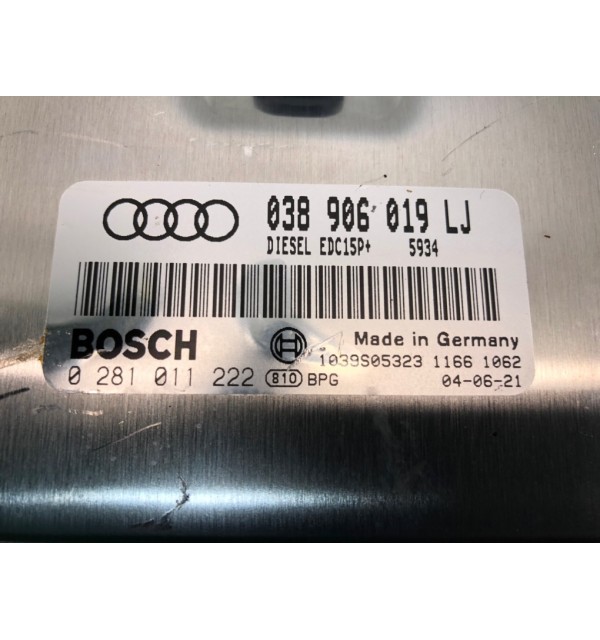 038 906 019 LJ
DIESEL EDC15P+ 5934
BOSCH
Made in Germany
1039S05323 1166 1062
0 281 011 222 810 BPG 04-06-21